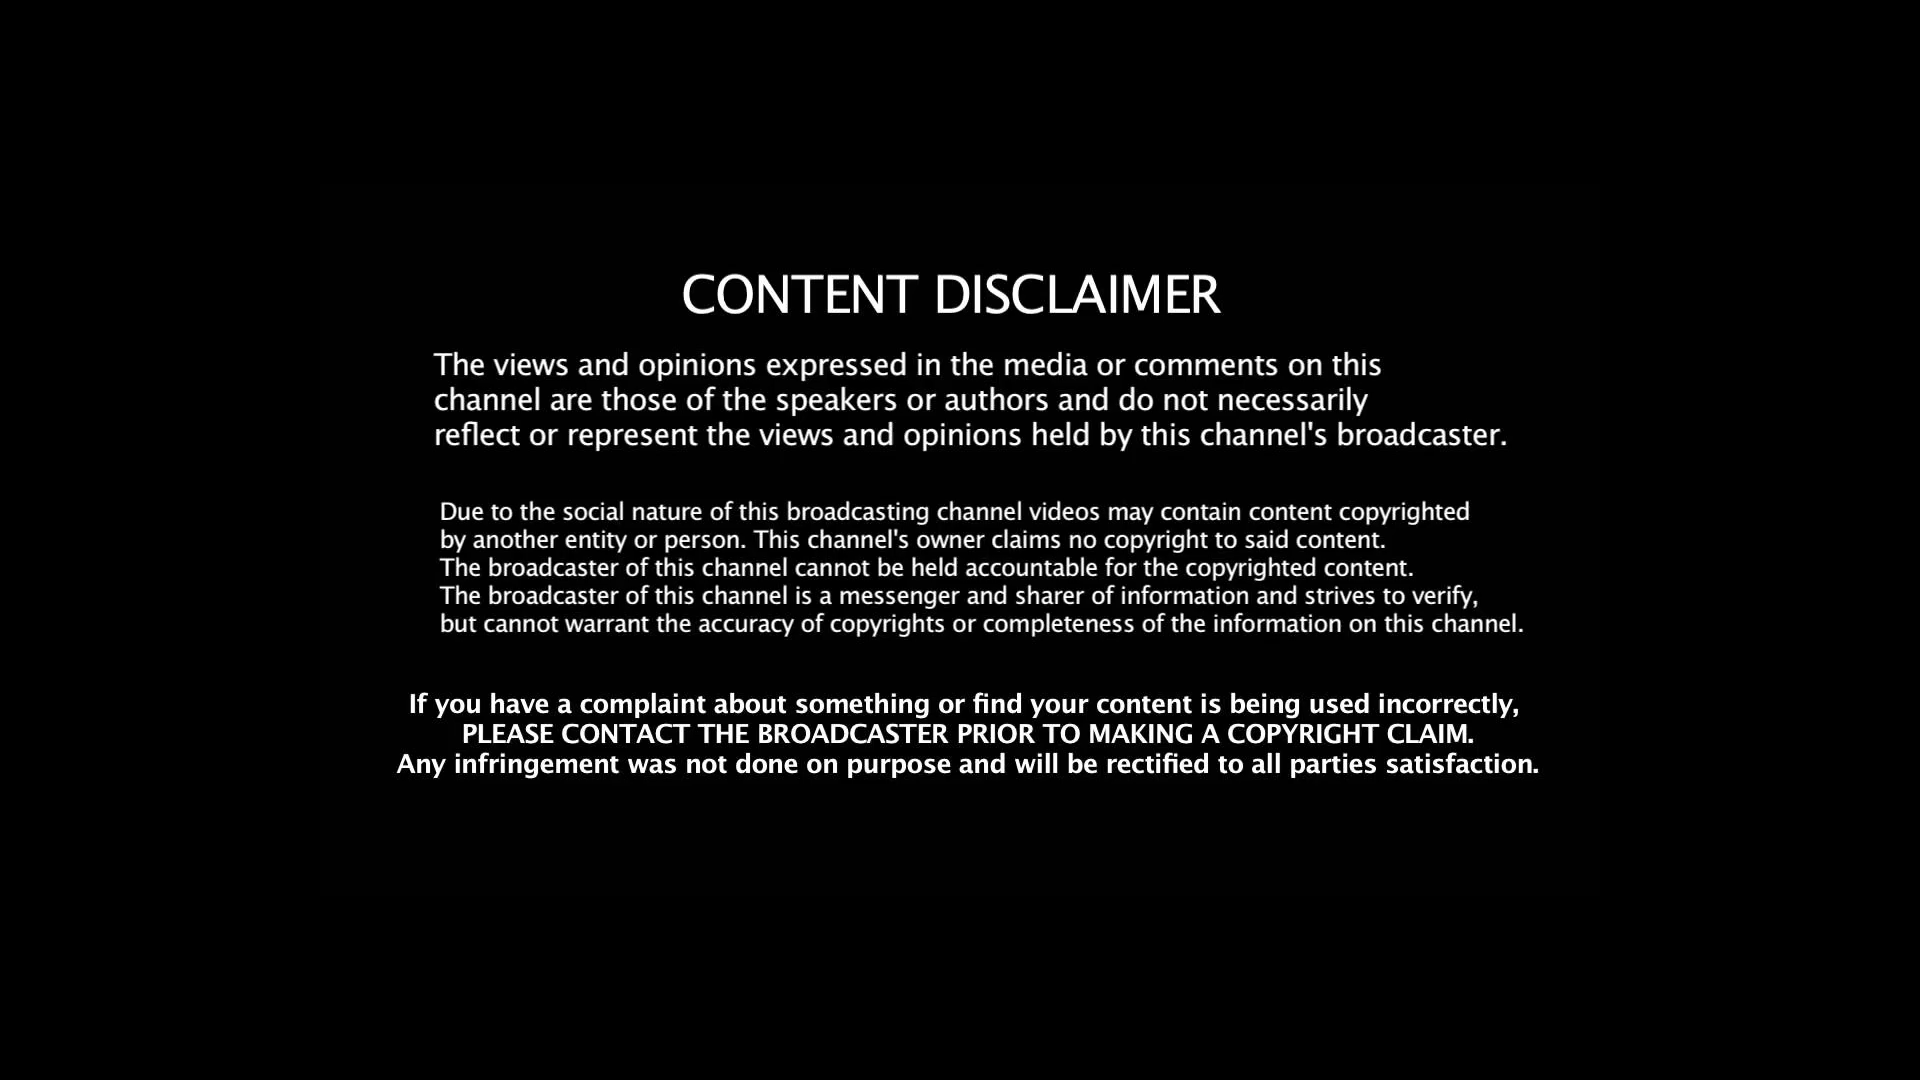 CONTENT DISCLAIMER
The views and opinions expressed in the media or comments on this
channel are those of the speakers or authors and do not necessarily
reflect or represent the views and opinions held by this channel's broadcaster.
Due to the social nature of this broadcasting channel videos may contain content copyrighted
by another entity or person. This channel's owner claims no copyright to said content.
The broadcaster of this channel cannot be held accountable for the copyrighted content.
The broadcaster of this channel is a messenger and sharer of information and strives to verify,
but cannot warrant the accuracy of copyrights or completeness of the information on this channel.
If you have a complaint about something or find your content is being used incorrectly,
PLEASE CONTACT THE BROADCASTER PRIOR TO MAKING A COPYRIGHT CLAIM.
Any infringement was not done on purpose and will be rectified to all parties satisfaction.